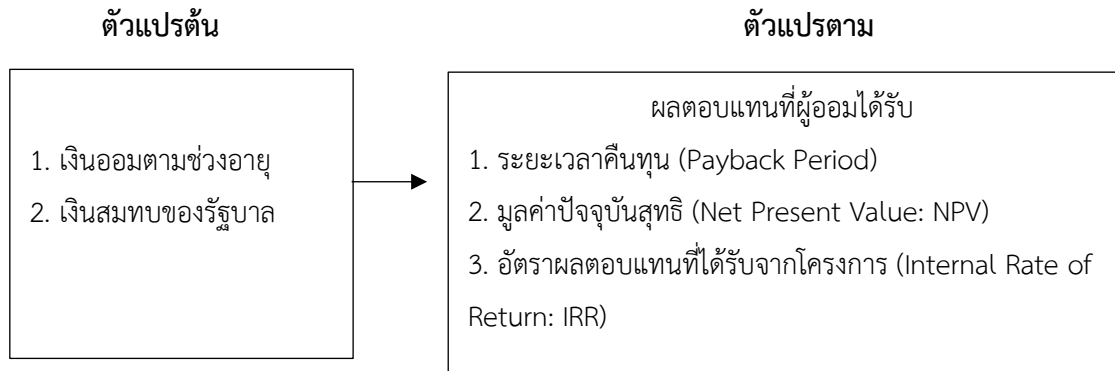 ตัวแปรต้น
ตัวแปรตาม
1. เงินออมตามช่วงอายุ
2. เงินสมทบของรัฐบาล
ผลตอบแทนที่ผู้ออมได้รับ
1. ระยะเวลาคืนทุน (Payback Period)
2. มูลค่าปัจจุบันสุทธิ (Net Present Value: NPV)
3. อัตราผลตอบแทนที่ได้รับจากโครงการ (Internal Rate of
Return: IRR)